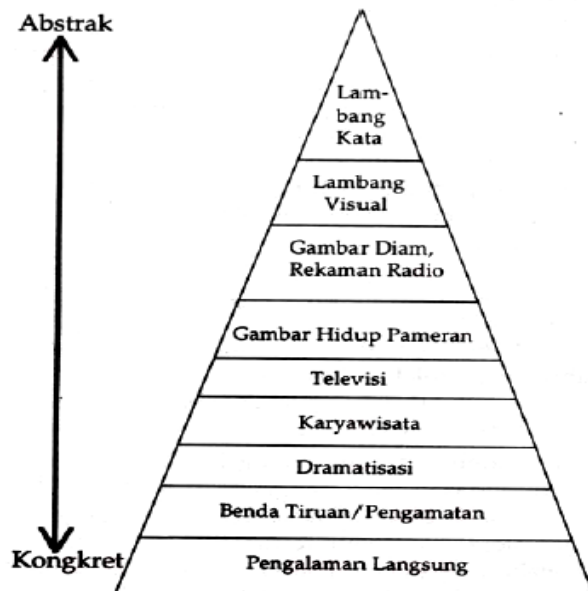 Abstrak
Lam-
bang
Kata
Lambang
Visual
Gambar Diam,
Rekaman Radio
Gambar Hidup Pameran
Televisi
Karyawisata
Dramatisasi
Benda Tiruan/Pengamatan
Kongkret
Pengalaman Langsung